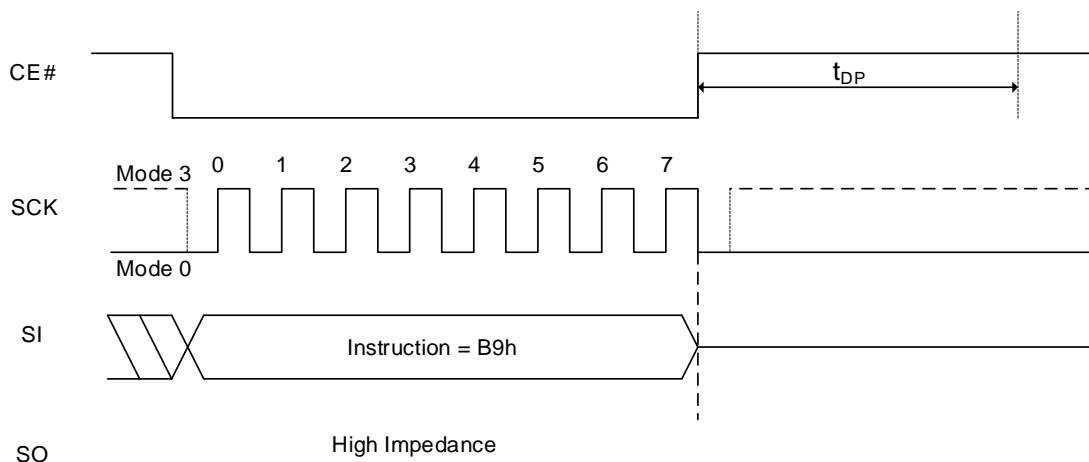 CE#
tDP
Mode 3
0 1 2 3 4 5 6 7
SCK
Mode 0
SI
Instruction = B9h
SO
High Impedance